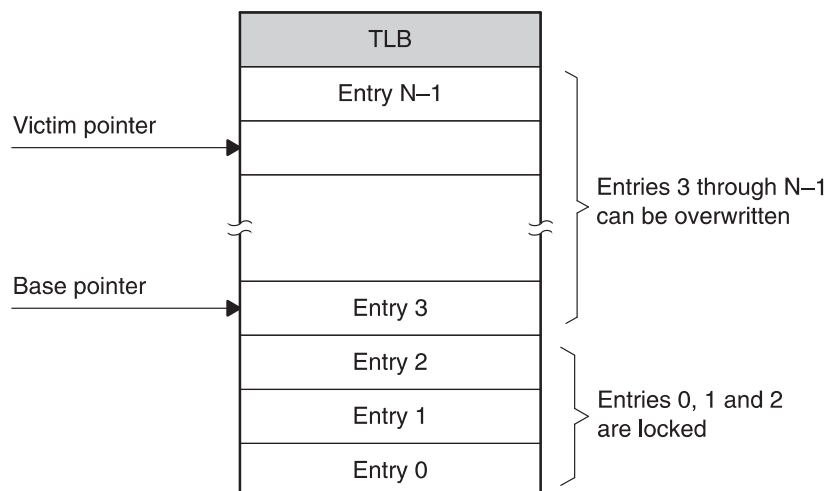 TLB
Entry N–1
Victim pointer
Entries 3 through N–1
can be overwritten
Base pointer
Entry 3
Entry 2
Entries 0, 1 and 2
are locked
Entry 1
Entry 0